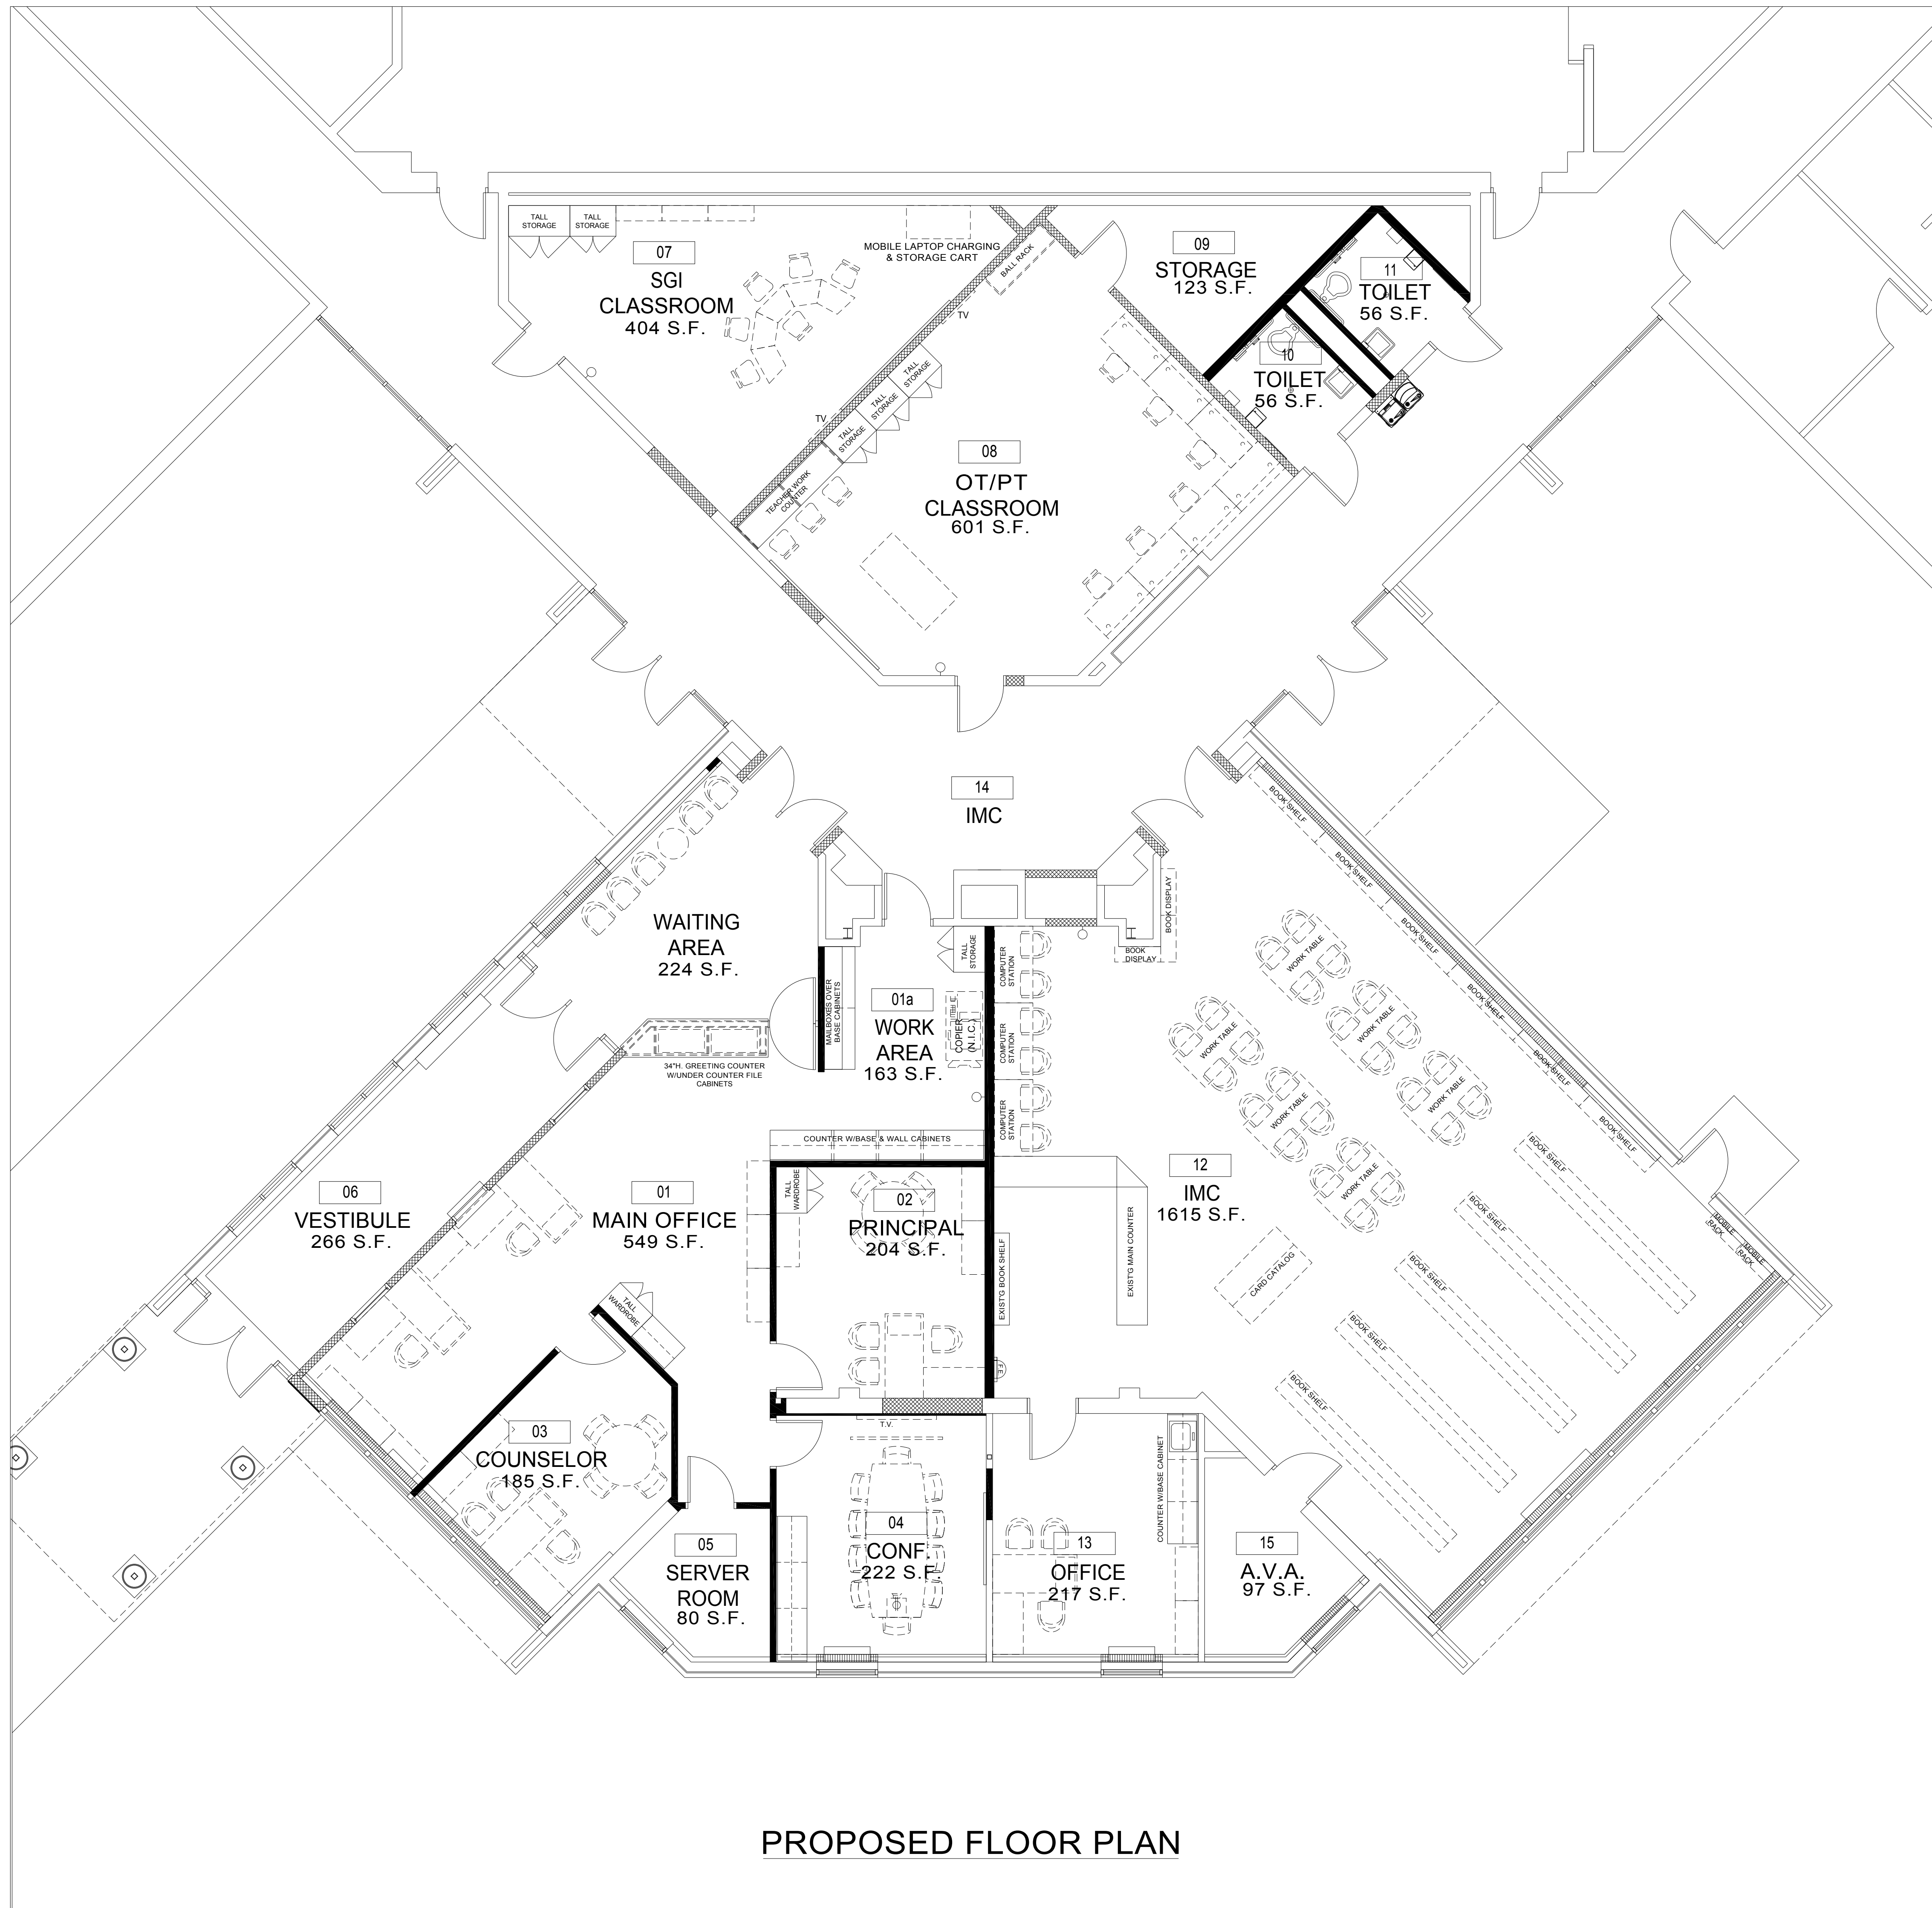 TALL
STORAGE
TALL
STORAGE
07
SGI
CLASSROOM
404 S.F.
MOBILE LAPTOP CHARGING
& STORAGE CART
BALL RACK
TV
TV
TALL
STORAGE
TALL
STORAGE
TALL
STORAGE
TEACHER WORK
COUNTER
09
STORAGE
123 S.F.
11
TOILET
56 S.F.
10
TOILET
56 S.F.
08
OT/PT
CLASSROOM
601 S.F.
14
IMC
WAITING
AREA
224 S.F.
MAILBOXES OVER
BASE CABINETS
TALL
STORAGE
01a
WORK
AREA
163 S.F.
COPIER
(N.I.C.)
34"H. GREETING COUNTER
W/UNDER COUNTER FILE
CABINETS
COUNTER W/BASE & WALL CABINETS
COMPUTER
STATION
COMPUTER
STATION
COMPUTER
STATION
BOOK DISPLAY
BOOK
DISPLAY
BOOK SHELF
BOOK SHELF
BOOK SHELF
BOOK SHELF
BOOK SHELF
BOOK SHELF
WORK TABLE
WORK TABLE
WORK TABLE
WORK TABLE
WORK TABLE
WORK TABLE
12
IMC
1615 S.F.
06
VESTIBULE
266 S.F.
01
MAIN OFFICE
549 S.F.
TALL
WARDROBE
02
PRINCIPAL
204 S.F.
EXIST'G BOOK SHELF
EXIST'G MAIN COUNTER
CARD CATALOG
BOOK SHELF
BOOK SHELF
BOOK SHELF
BOOK SHELF
BOOK SHELF
MOBILE
RACK
MOBILE
RACK
TALL
WARDROBE
F.E.
03
COUNSELOR
185 S.F.
T.V.
04
CONF.
222 S.F.
05
SERVER
ROOM
80 S.F.
COUNTER W/BASE CABINET
13
OFFICE
217 S.F.
15
A.V.A.
97 S.F.
PROPOSED FLOOR PLAN